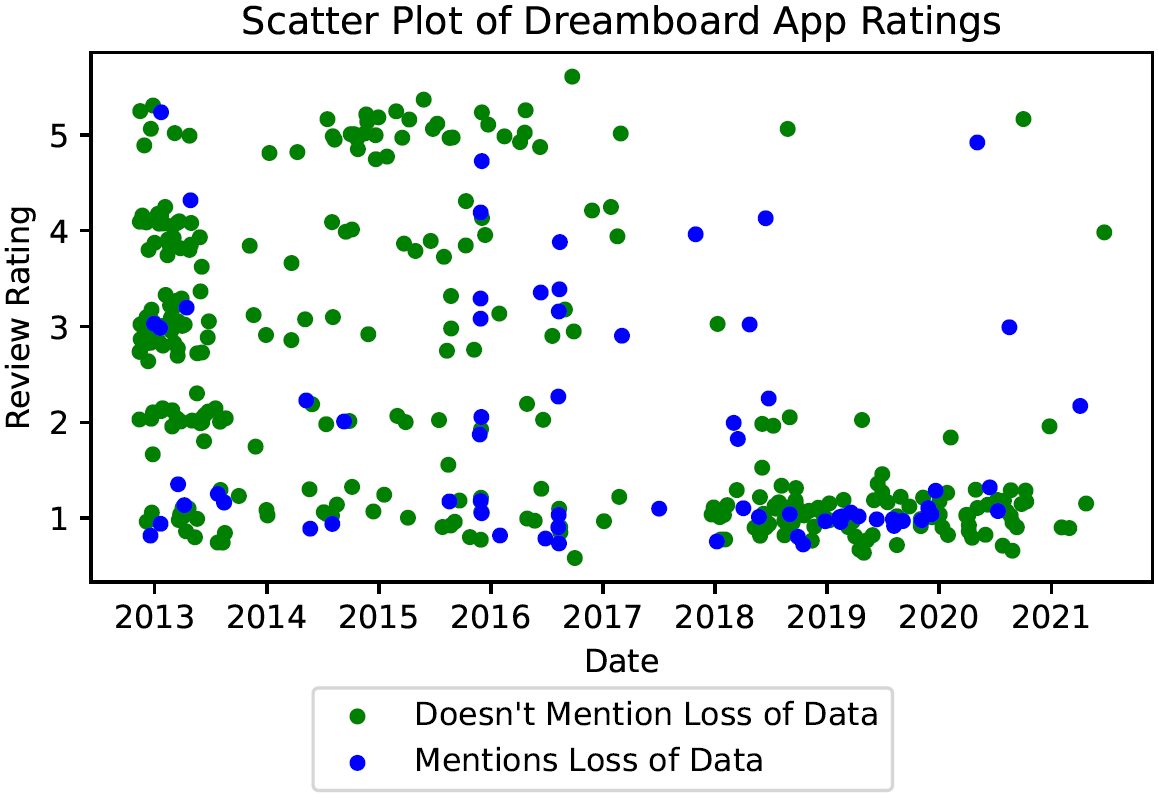 Scatter Plot of Dreamboard App Ratings
Review Rating
5
4
3
2
1
2013 2014 2015 2016 2017 2018 2019 2020 2021
Date
Doesn't Mention Loss of Data
Mentions Loss of Data